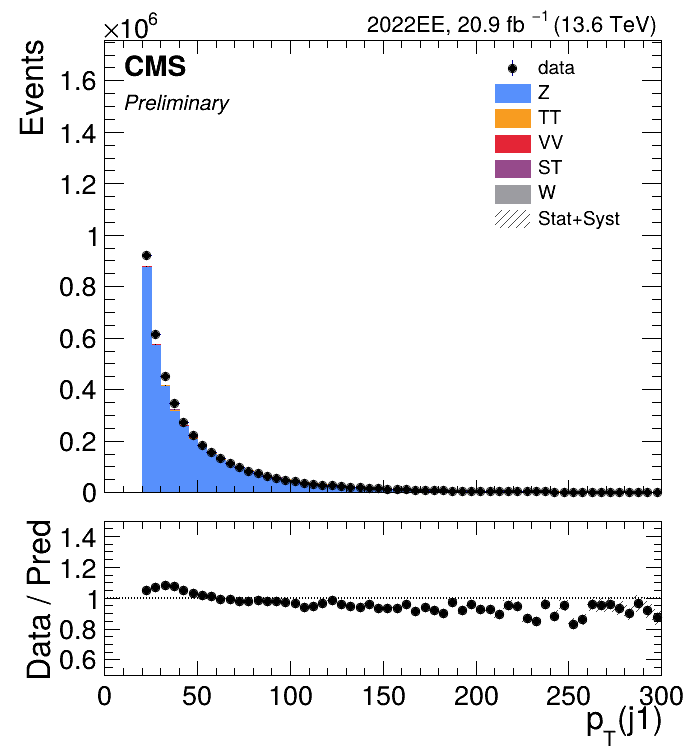 ×10^6
2022EE, 20.9 fb^-1 (13.6 TeV)
Events
CMS
Preliminary
data
Z
TT
VV
ST
W
Stat+Syst
1.6
1.4
1.2
1
0.8
0.6
0.4
0.2
0
Data / Pred
1.4
1.2
1
0.8
0.6
0 50 100 150 200 250 300
p_T(j1)